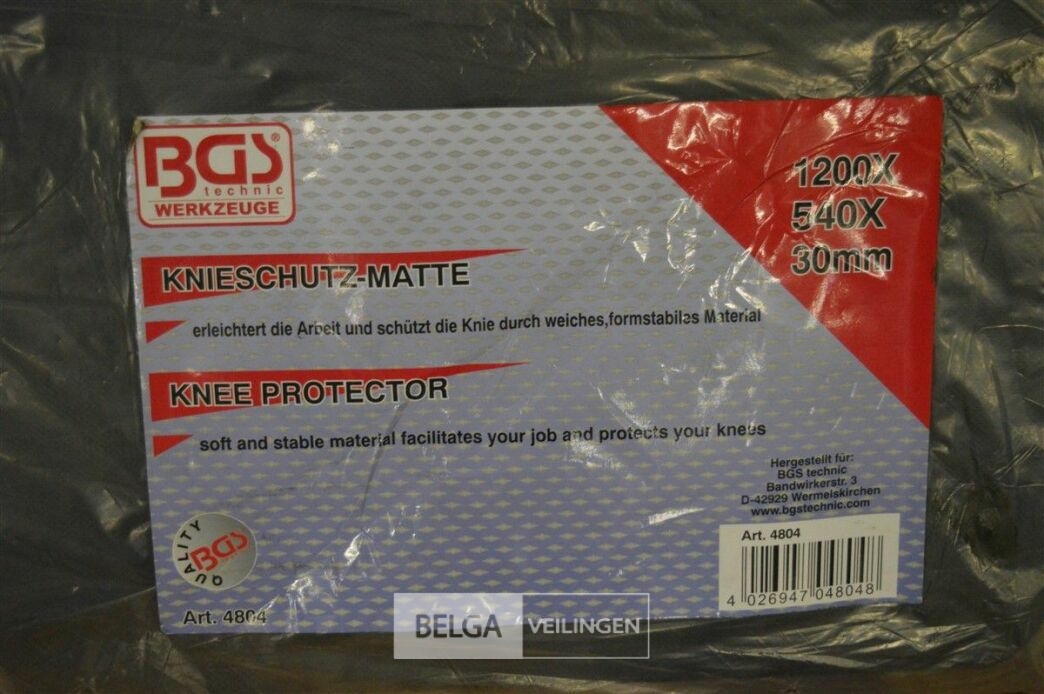 BGS®
technic
WERKZEUGE
1200X
540X
30mm
KNIESCHUTZ-MATTE
erleichtert die Arbeit und schützt die Knie durch weiches,formstabiles Material
KNEE PROTECTOR
soft and stable material facilitates your job and protects your knees
Hergestellt für:
BGS technic
Bandwirkerstr. 3
D-42929 Wermelskirchen
www.bgstechnic.com
QUALITY
BGS
Art. 4804
Art. 4804
4 026947 048048
BELGA VEILINGEN